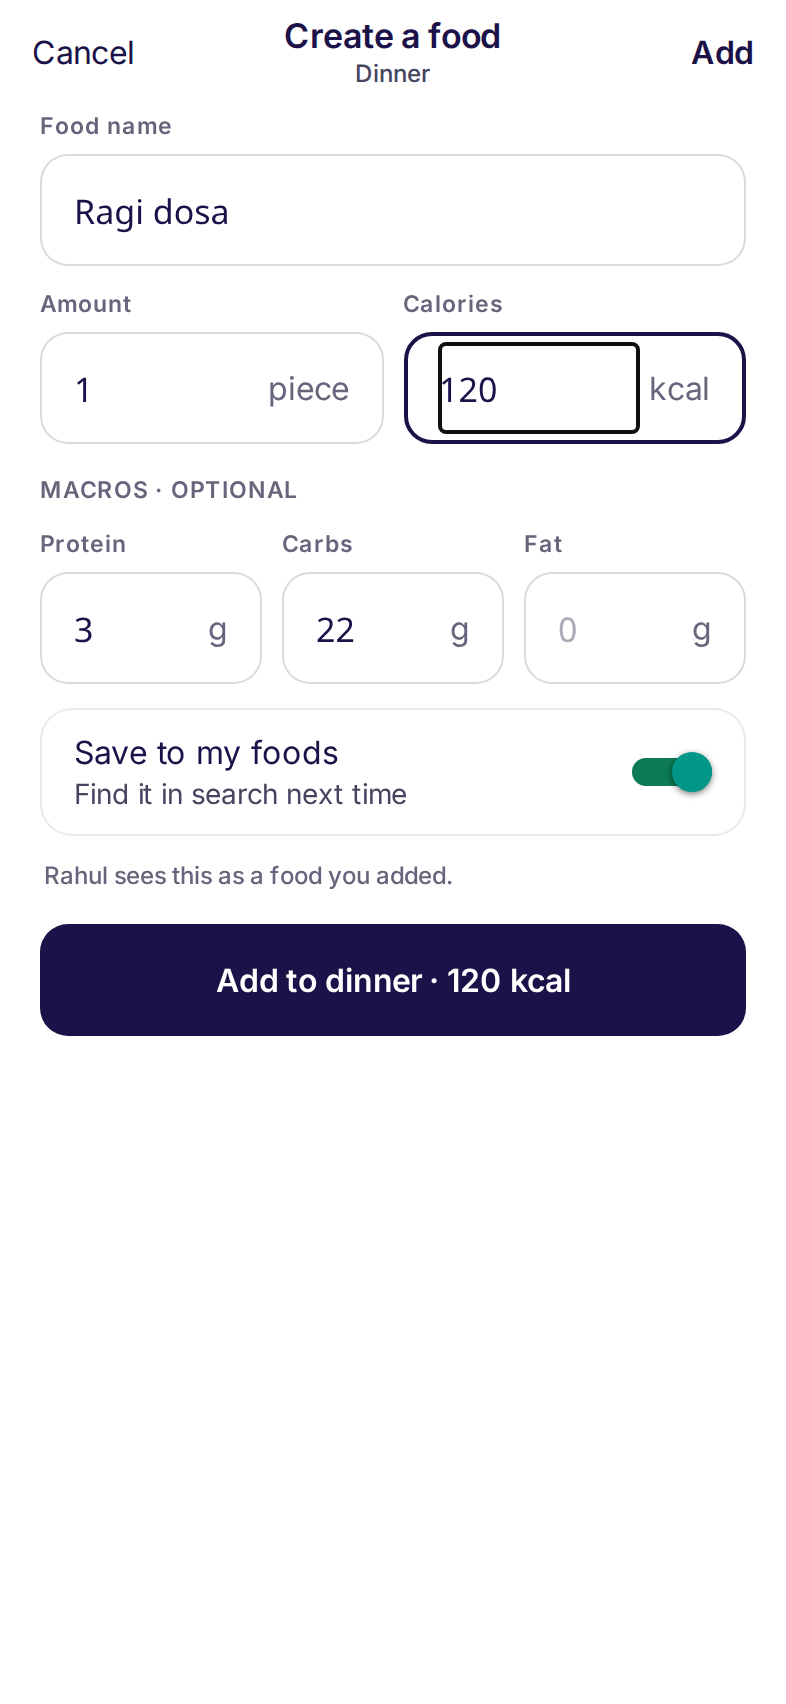 Cancel
Create a food
Dinner
Add
Food name
Ragi dosa
Amount
Calories
1 piece
120 kcal
MACROS · OPTIONAL
Protein
Carbs
Fat
3 g
22 g
0 g
Save to my foods
Find it in search next time
Rahul sees this as a food you added.
Add to dinner · 120 kcal